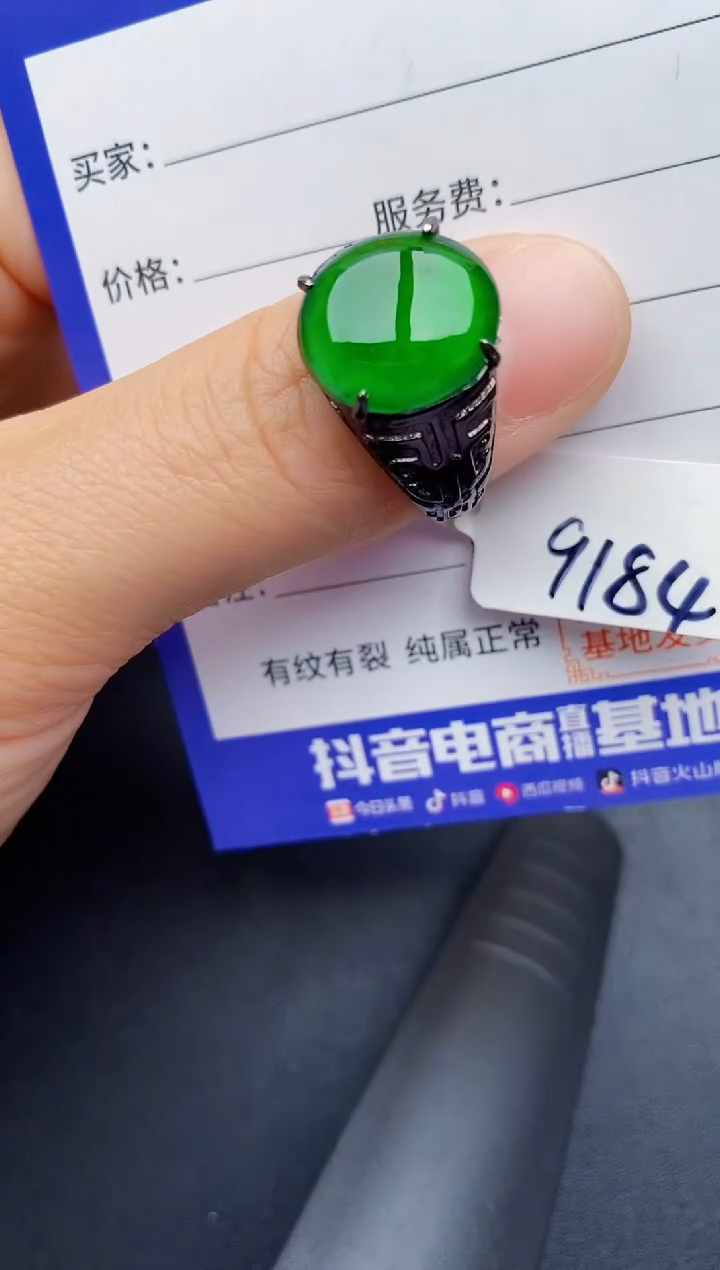 买家：
服务费：
价格：
9184
有纹有裂 纯属正常
基地发
抖音电商直播基地
今日头条 抖音 西瓜视频 抖音火山版